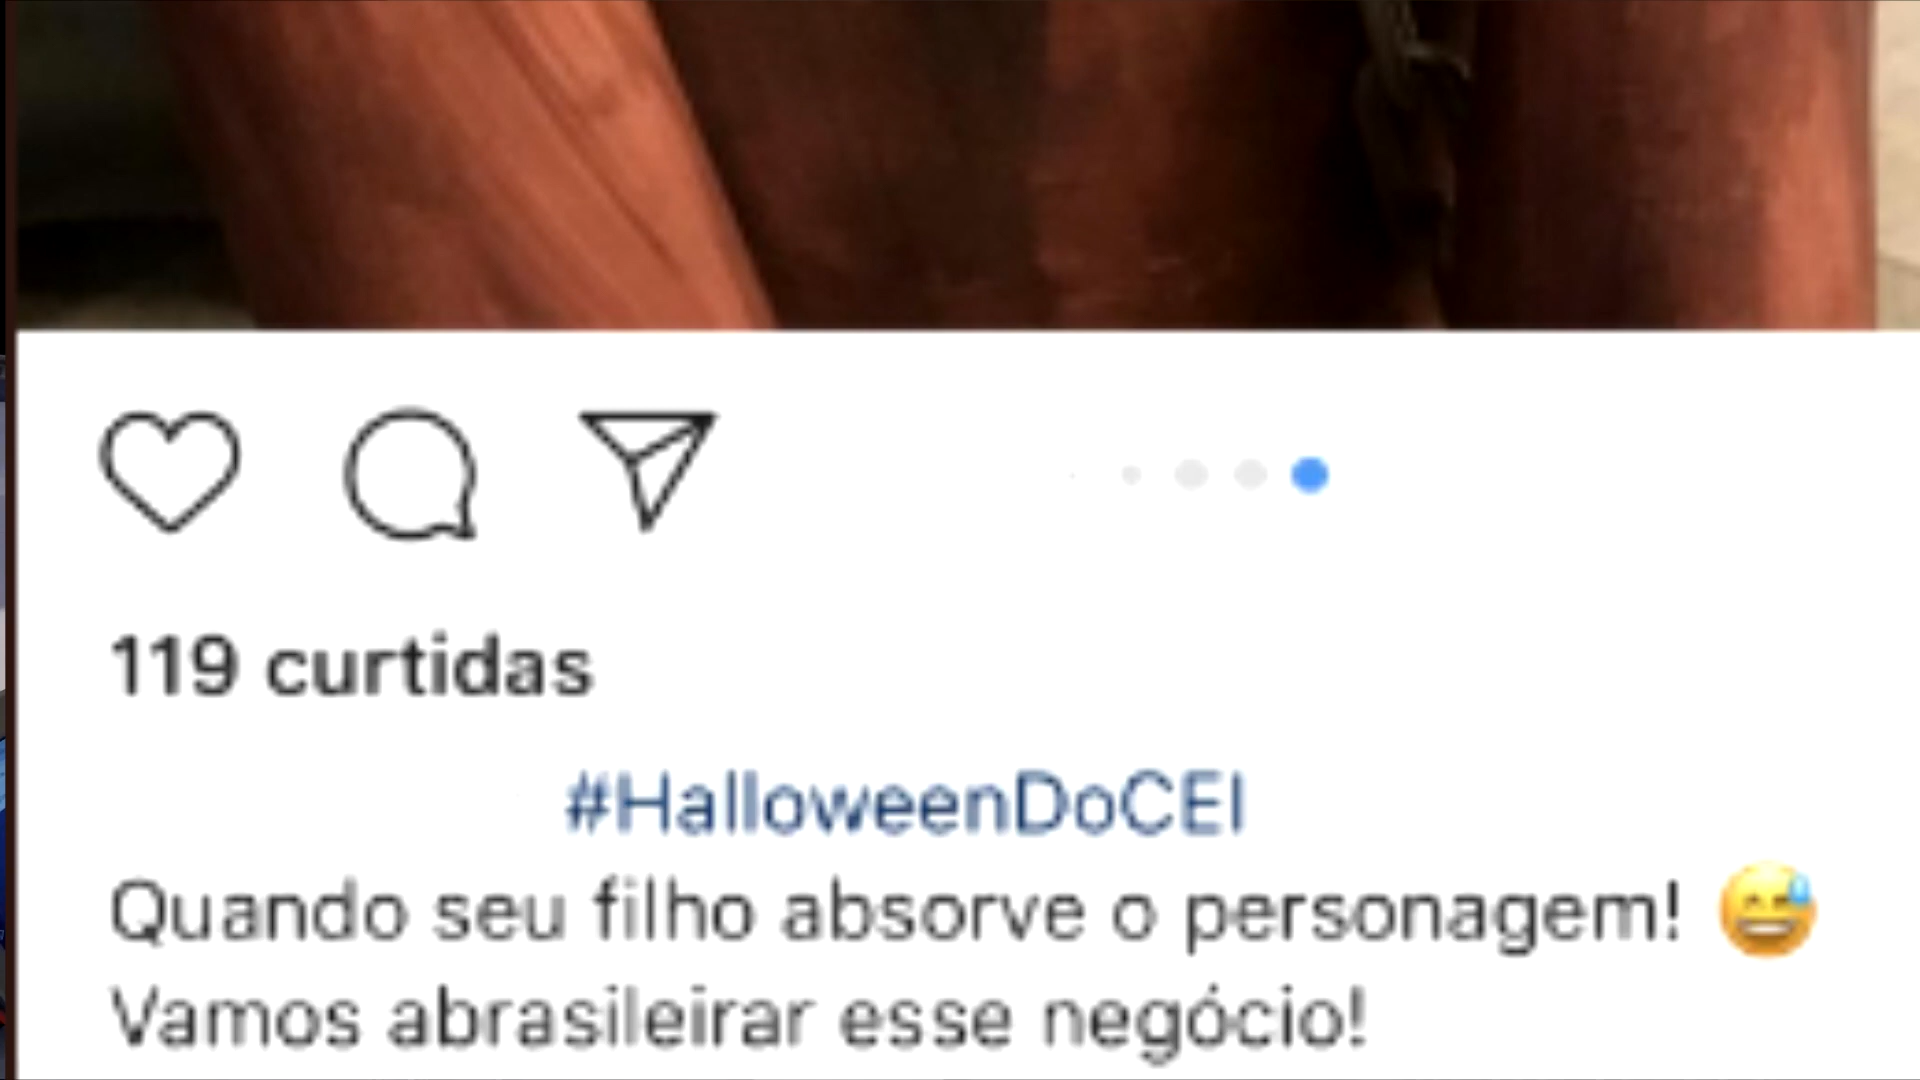 119 curtidas
#HalloweenDoCEI
Quando seu filho absorve o personagem! 😅
Vamos abrasileirar esse negócio!